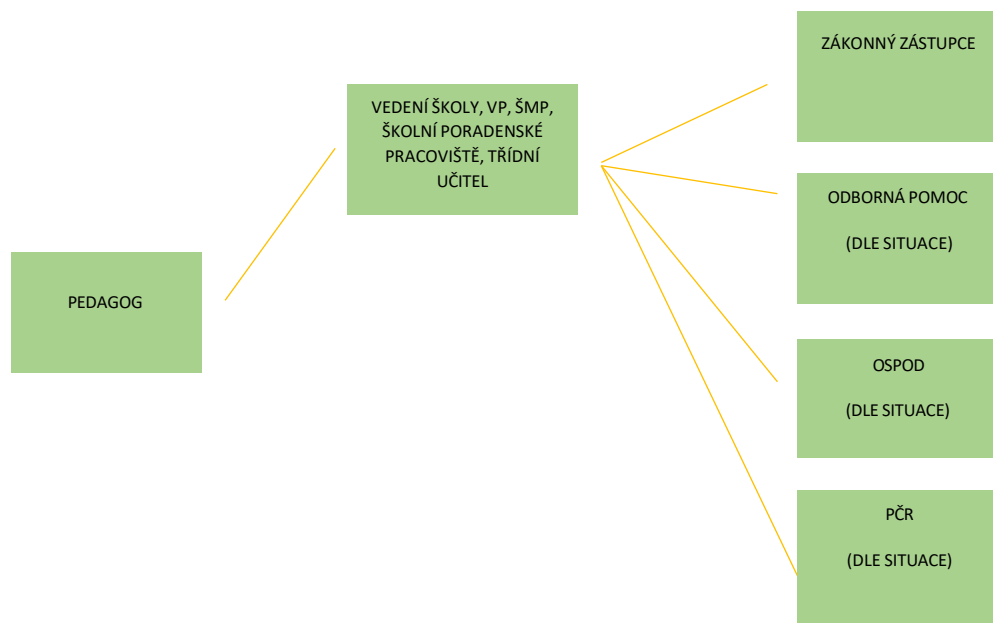 PEDAGOG
VEDENÍ ŠKOLY, VP, ŠMP,
ŠKOLNÍ PORADENSKÉ
PRACOVIŠTĚ, TŘÍDNÍ
UČITEL
ZÁKONNÝ ZÁSTUPCE
ODBORNÁ POMOC
(DLE SITUACE)
OSPOD
(DLE SITUACE)
PČR
(DLE SITUACE)